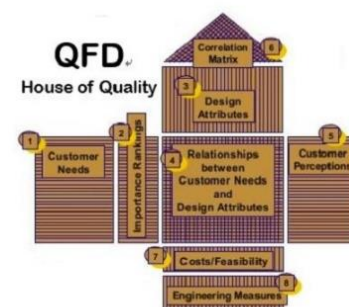 QFD
House of Quality
Correlation
Matrix
6
3
Design
Attributes
1
Customer
Needs
2
Importance Rankings
4
Relationships
between
Customer Needs
and
Design Attributes
5
Customer
Perceptions
7
Costs/Feasibility
Engineering Measures
8